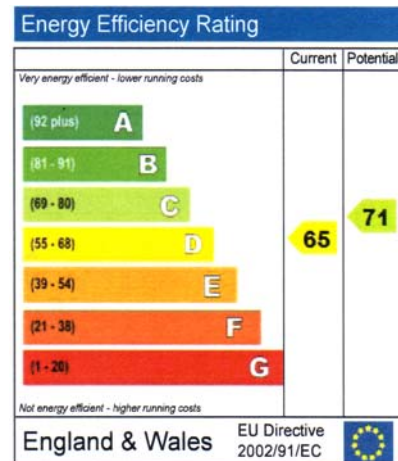 Energy Efficiency Rating
Current Potential
Very energy efficient - lower running costs
(92 plus) A
(81 - 91) B
(69 - 80) C
(55 - 68) D
(39 - 54) E
(21 - 38) F
(1 - 20) G
65
71
Not energy efficient - higher running costs
England & Wales
EU Directive
2002/91/EC